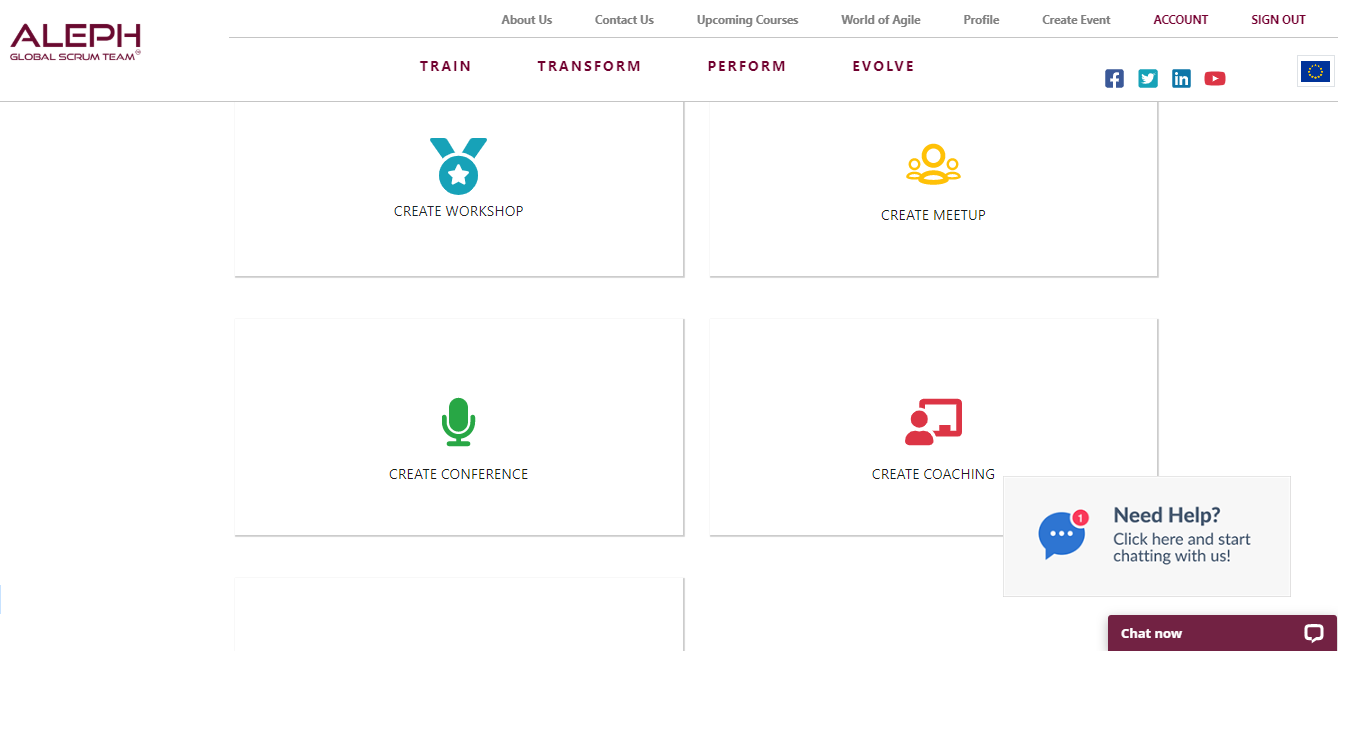 About Us Contact Us Upcoming Courses World of Agile Profile Create Event ACCOUNT SIGN OUT
ALEPH
GLOBAL SCRUM TEAM
TRAIN TRANSFORM PERFORM EVOLVE
CREATE WORKSHOP
CREATE MEETUP
CREATE CONFERENCE
CREATE COACHING
1
Need Help?
Click here and start
chatting with us!
Chat now